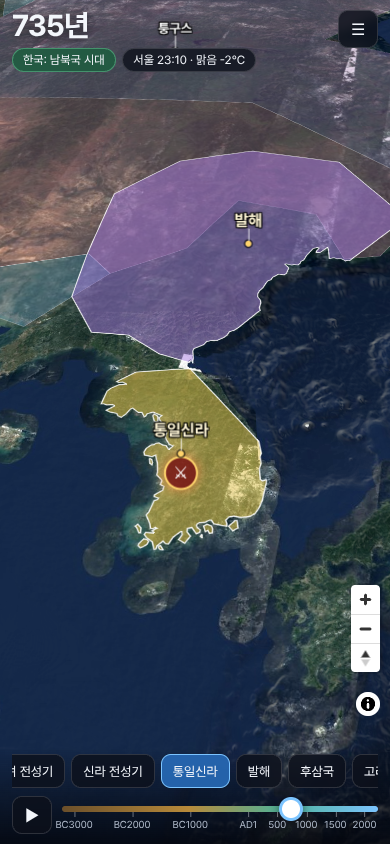 735년
퉁구스
한국: 남북국 시대
서울 23:10 · 맑음 -2°C
발해
통일신라
전성기
신라 전성기
통일신라
발해
후삼국
BC3000
BC2000
BC1000
AD1
500
1000
1500
2000